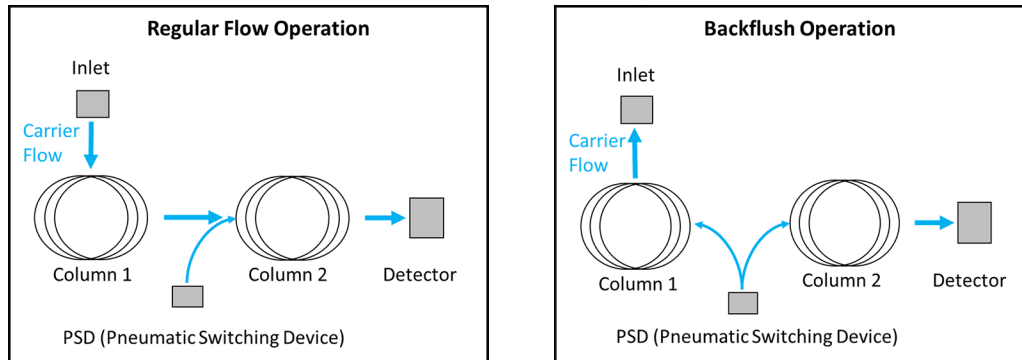 Regular Flow Operation
Inlet
Carrier
Flow
Column 1
Column 2
Detector
PSD (Pneumatic Switching Device)
Backflush Operation
Inlet
Carrier
Flow
Column 1
Column 2
Detector
PSD (Pneumatic Switching Device)